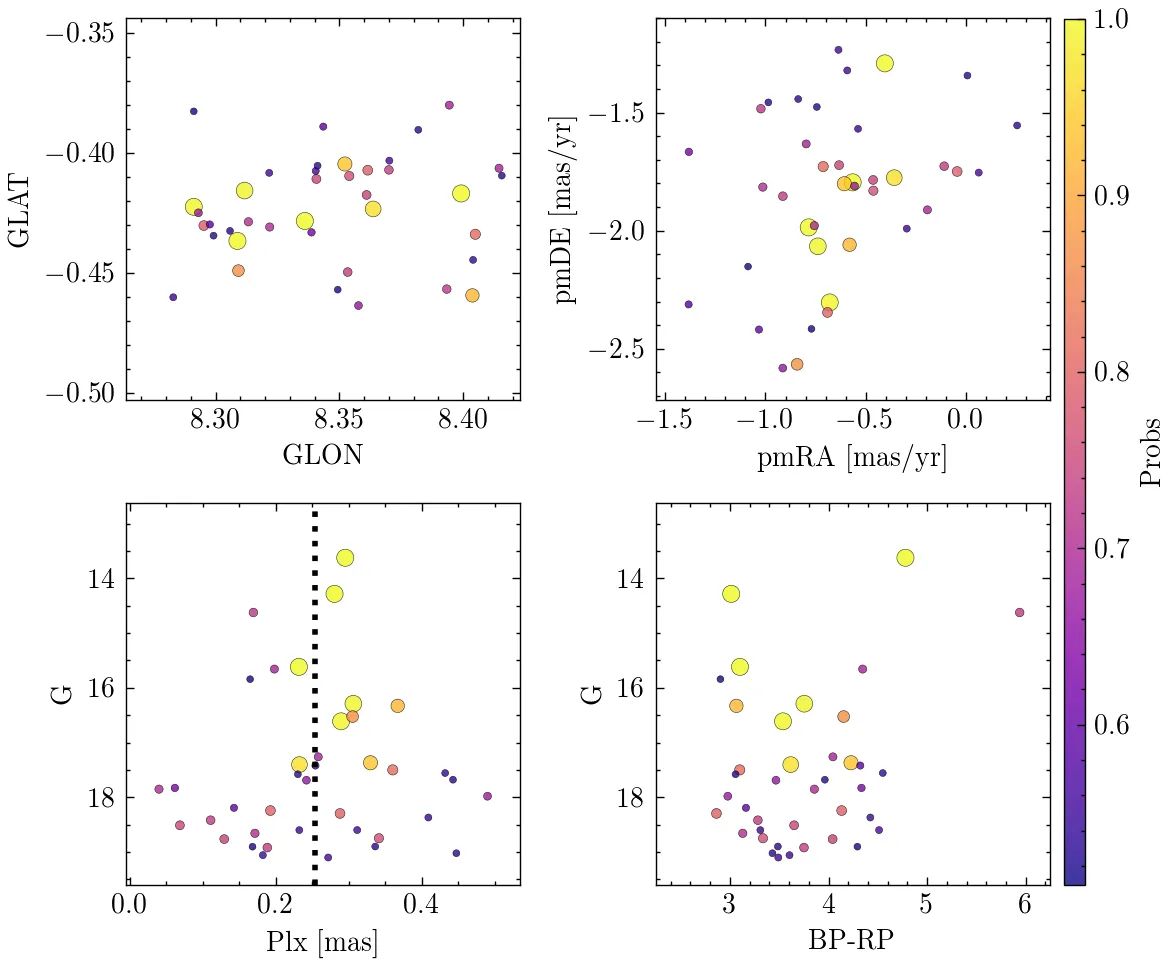 −0.35
−0.40
−0.45
−0.50
GLAT
8.30 8.35 8.40
GLON
−1.5
−2.0
−2.5
pmDE [mas/yr]
−1.5 −1.0 −0.5 0.0
pmRA [mas/yr]
14
16
18
G
0.0 0.2 0.4
Plx [mas]
14
16
18
G
3 4 5 6
BP-RP
1.0
0.9
0.8
0.7
0.6
Probs